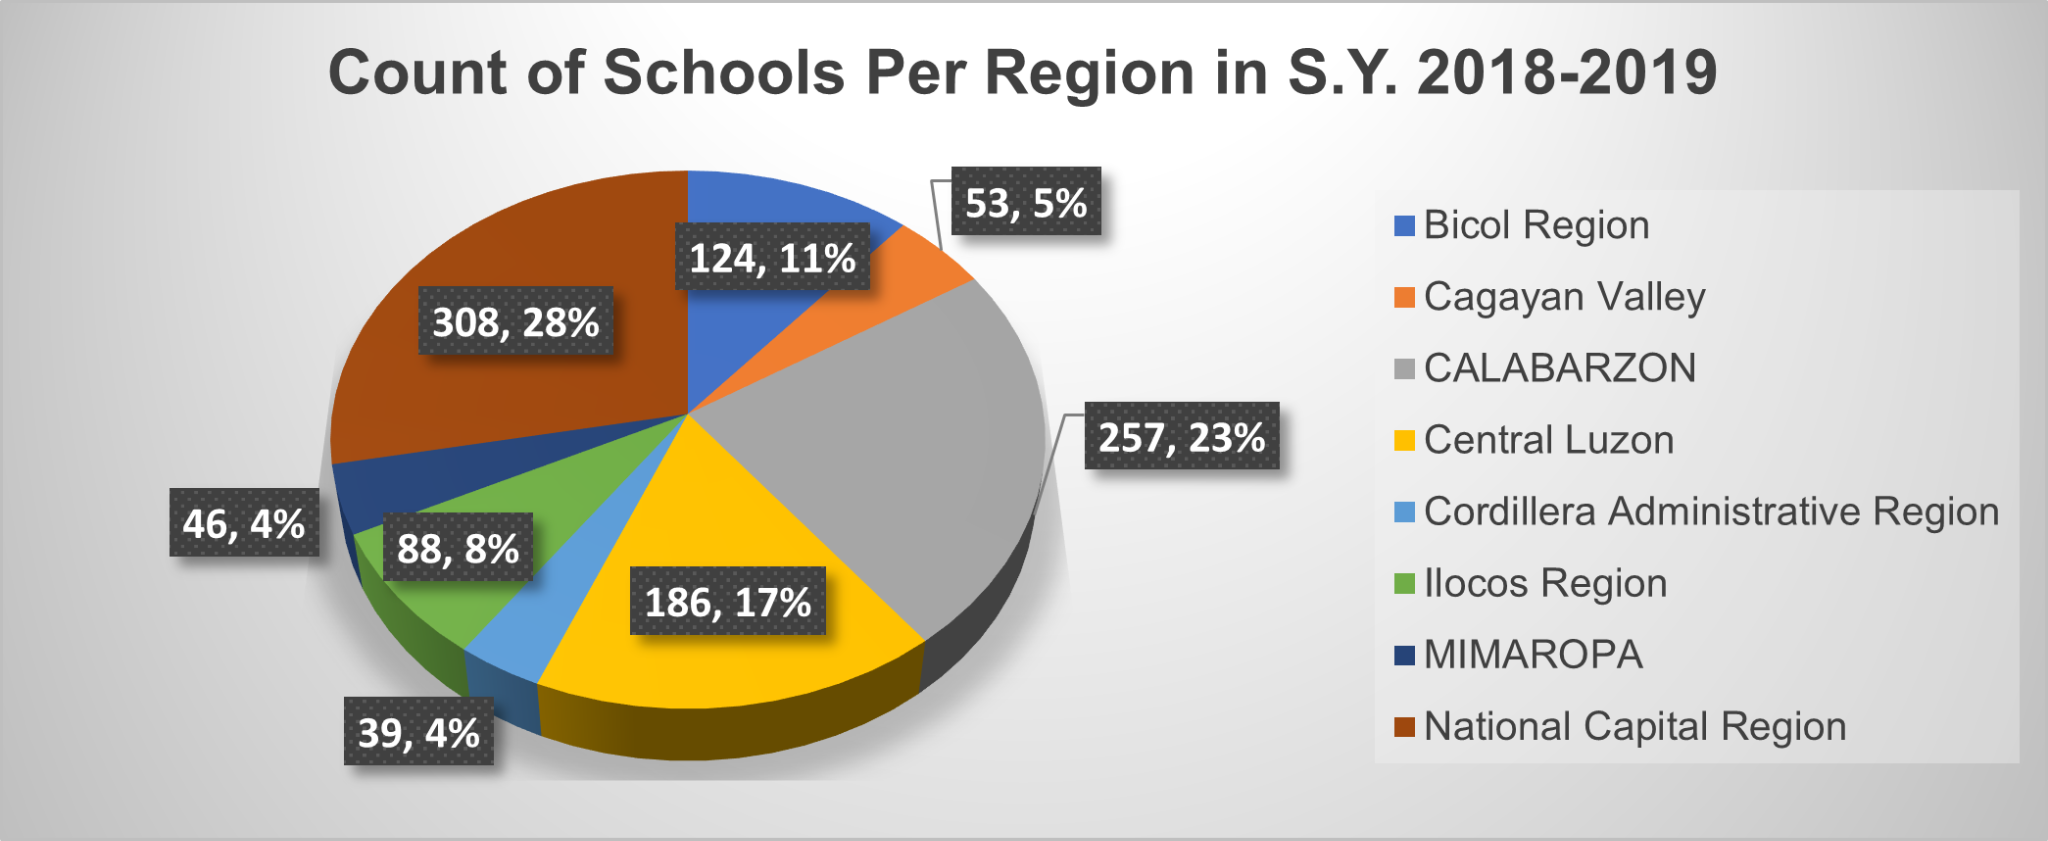 Count of Schools Per Region in S.Y. 2018-2019
53, 5%
124, 11%
308, 28%
257, 23%
46, 4%
88, 8%
186, 17%
39, 4%
Bicol Region
Cagayan Valley
CALABARZON
Central Luzon
Cordillera Administrative Region
Ilocos Region
MIMAROPA
National Capital Region